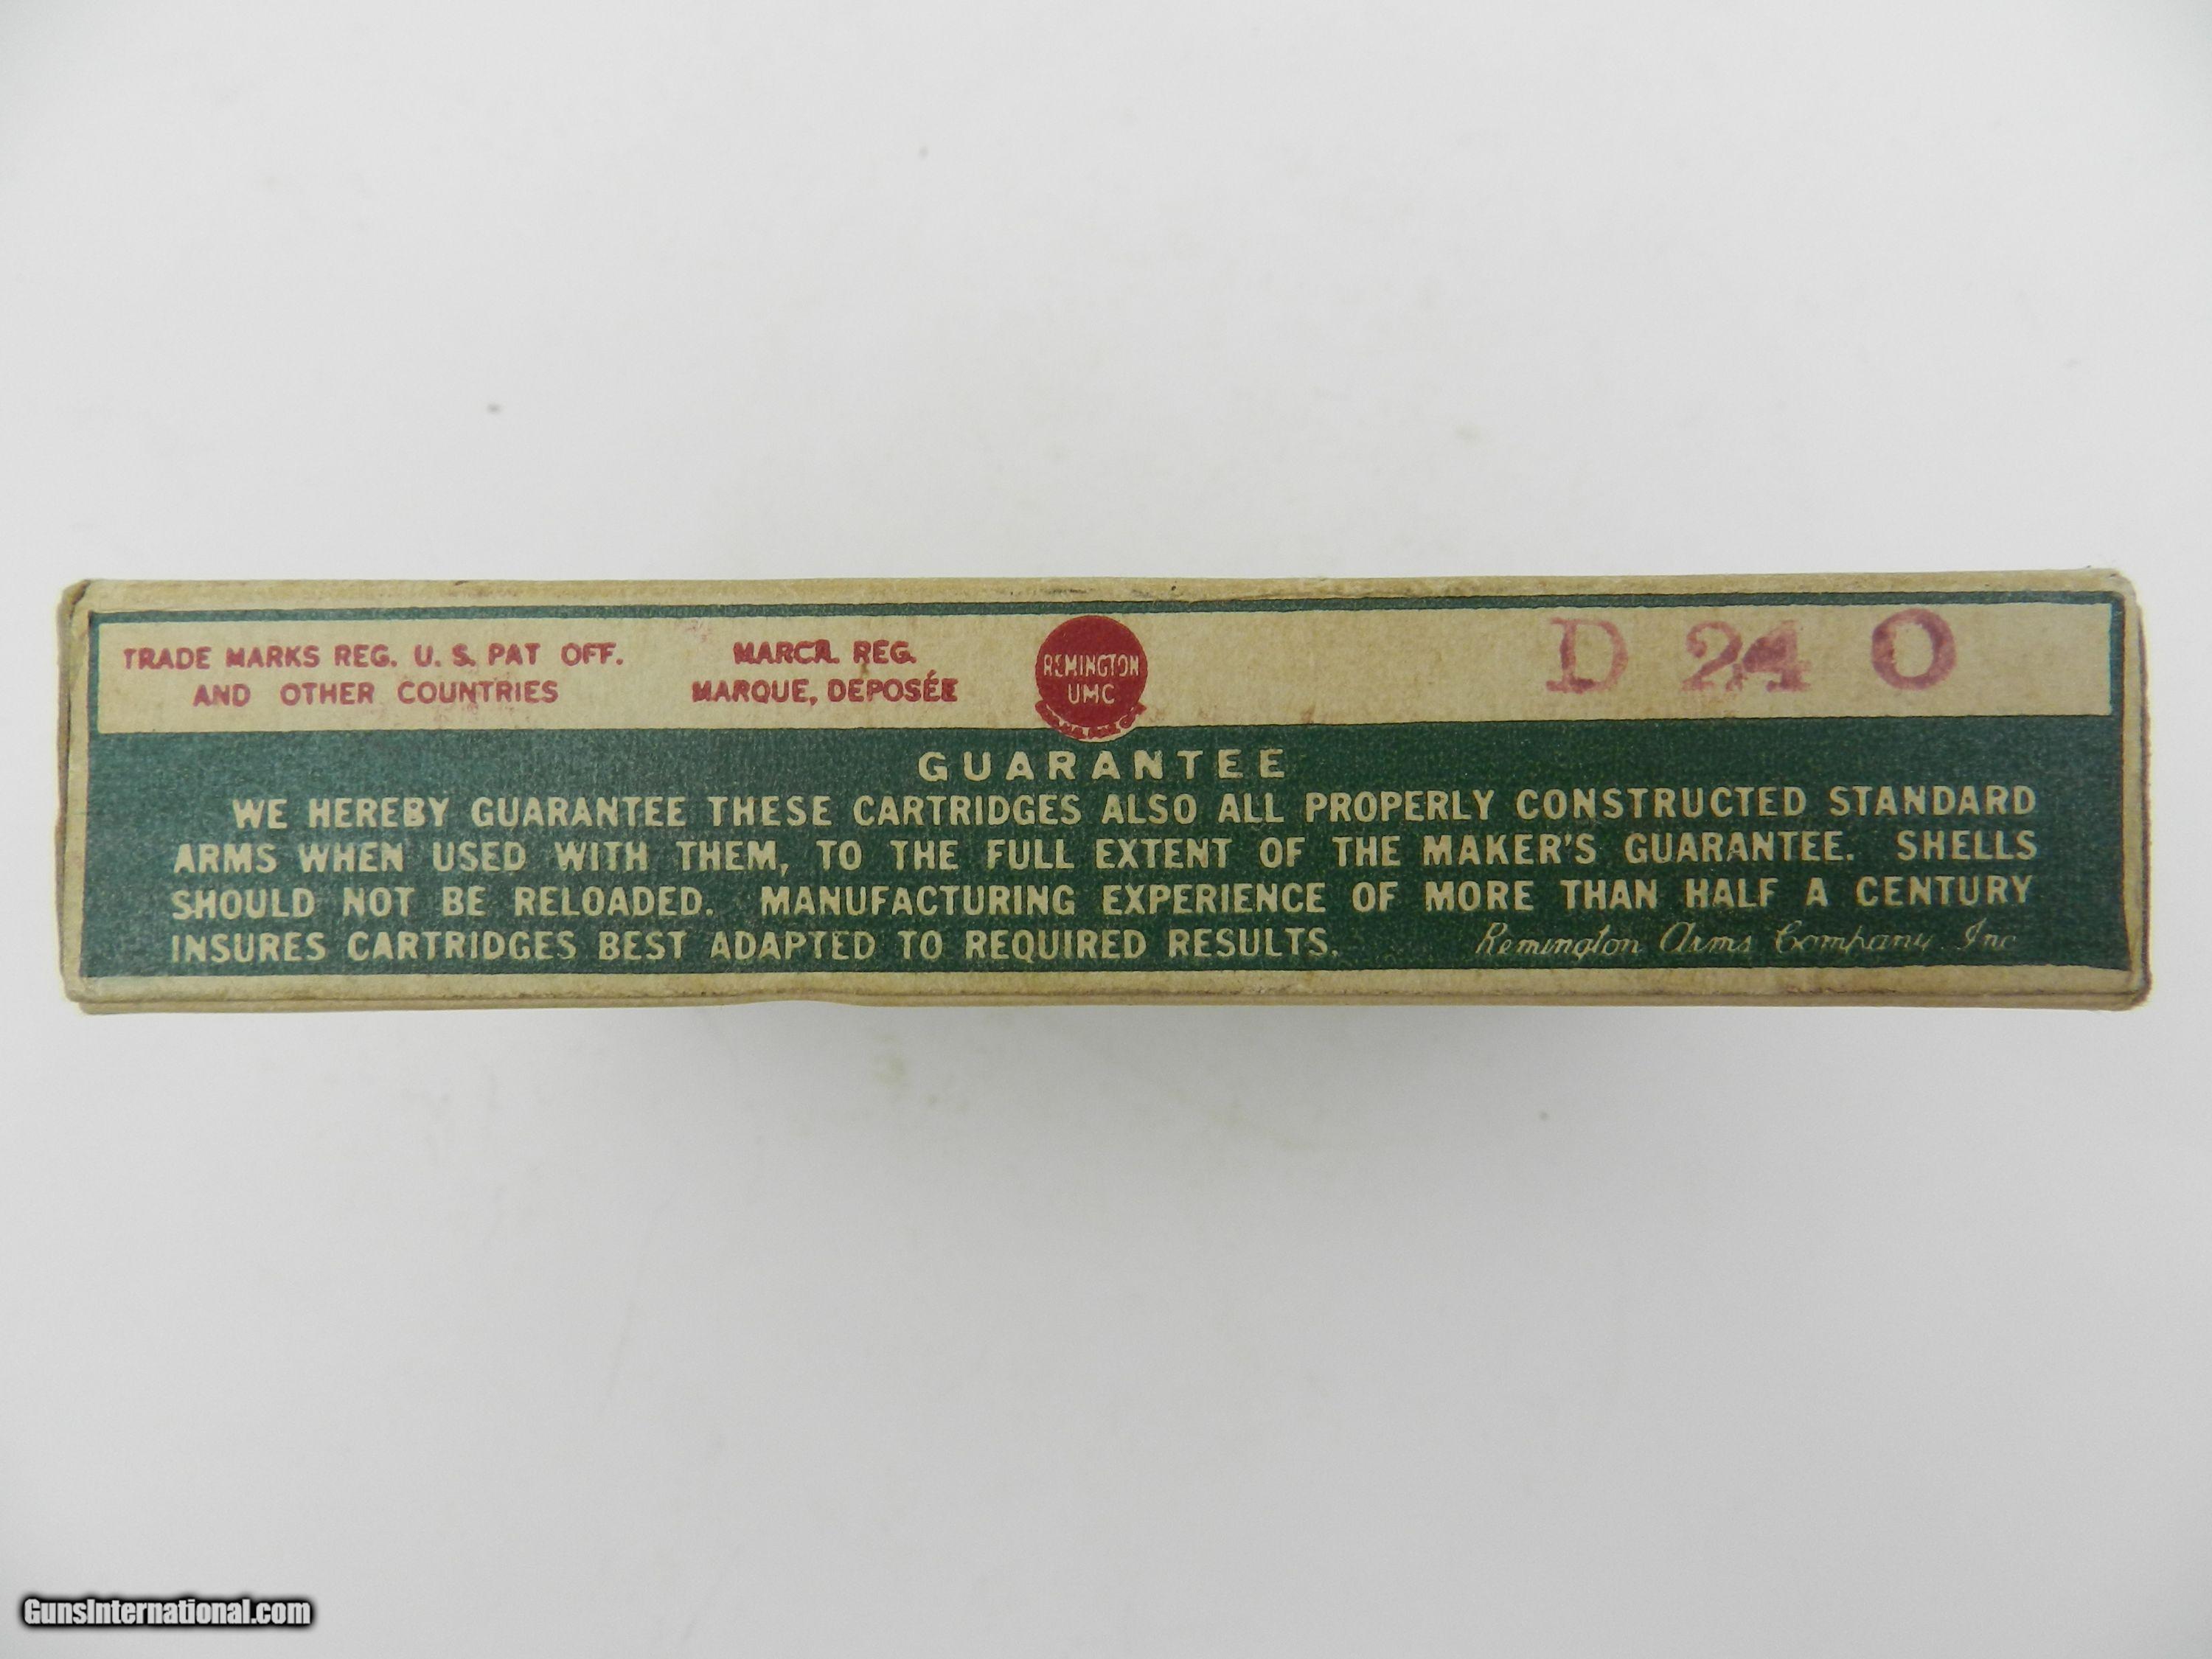 TRADE MARKS REG. U. S. PAT OFF.
AND OTHER COUNTRIES
MARCA REG.
MARQUE, DEPOSÉE
REMINGTON
UMC
D 24 O
GUARANTEE
WE HEREBY GUARANTEE THESE CARTRIDGES ALSO ALL PROPERLY CONSTRUCTED STANDARD
ARMS WHEN USED WITH THEM, TO THE FULL EXTENT OF THE MAKER'S GUARANTEE. SHELLS
SHOULD NOT BE RELOADED. MANUFACTURING EXPERIENCE OF MORE THAN HALF A CENTURY
INSURES CARTRIDGES BEST ADAPTED TO REQUIRED RESULTS.
Remington Arms Company Inc
GunsInternational.com